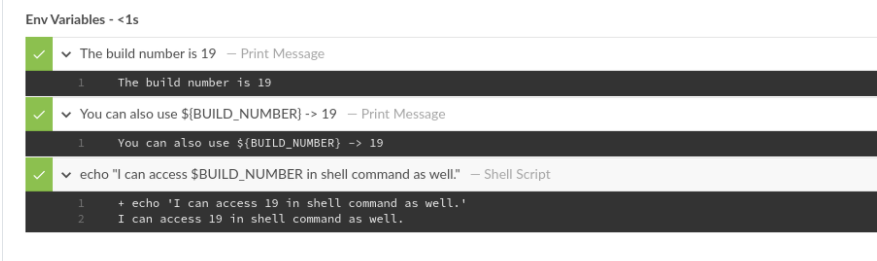 Env Variables - <1s
The build number is 19 — Print Message
1 The build number is 19
You can also use ${BUILD_NUMBER} -> 19 — Print Message
1 You can also use ${BUILD_NUMBER} -> 19
echo "I can access $BUILD_NUMBER in shell command as well." — Shell Script
1 + echo 'I can access 19 in shell command as well.'
2 I can access 19 in shell command as well.